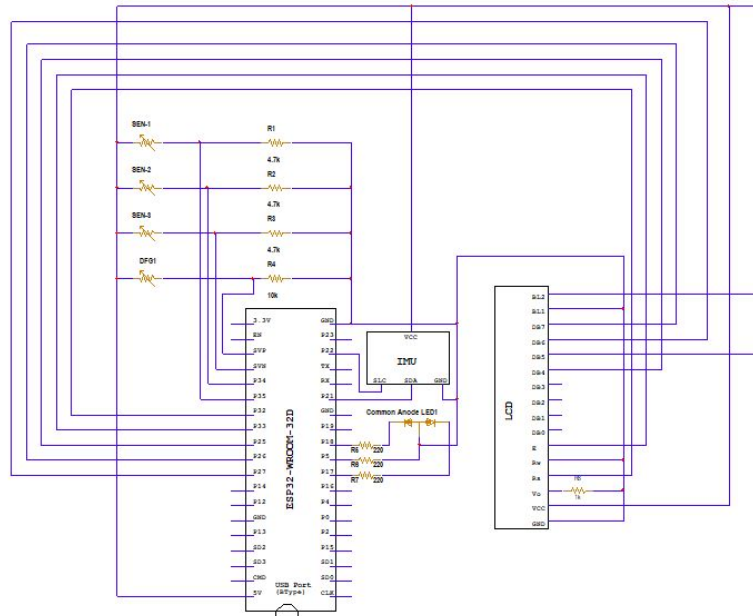 SEN-1
R1
4.7k
SEN-2
R2
4.7k
SEN-3
R3
4.7k
DFG1
R4
10k
3.3V
EN
SVP
SVN
P34
P35
P32
P33
P25
P26
P27
P14
P12
GND
P13
SD2
SD3
CMD
5V
ESP32-WROOM-32D
USB Port
(BType)
GND
P23
P22
TX
RX
P21
GND
P19
P18
P5
P17
P16
P4
P0
P2
P15
SD1
SD0
CLK
VCC
IMU
SLC
SDA
GND
Common Anode LED1
R5
220
R6
220
R7
220
LCD
BL2
BL1
DB7
DB6
DB5
DB4
DB3
DB2
DB1
DB0
E
Rw
Rs
Vo
VCC
GND
1k